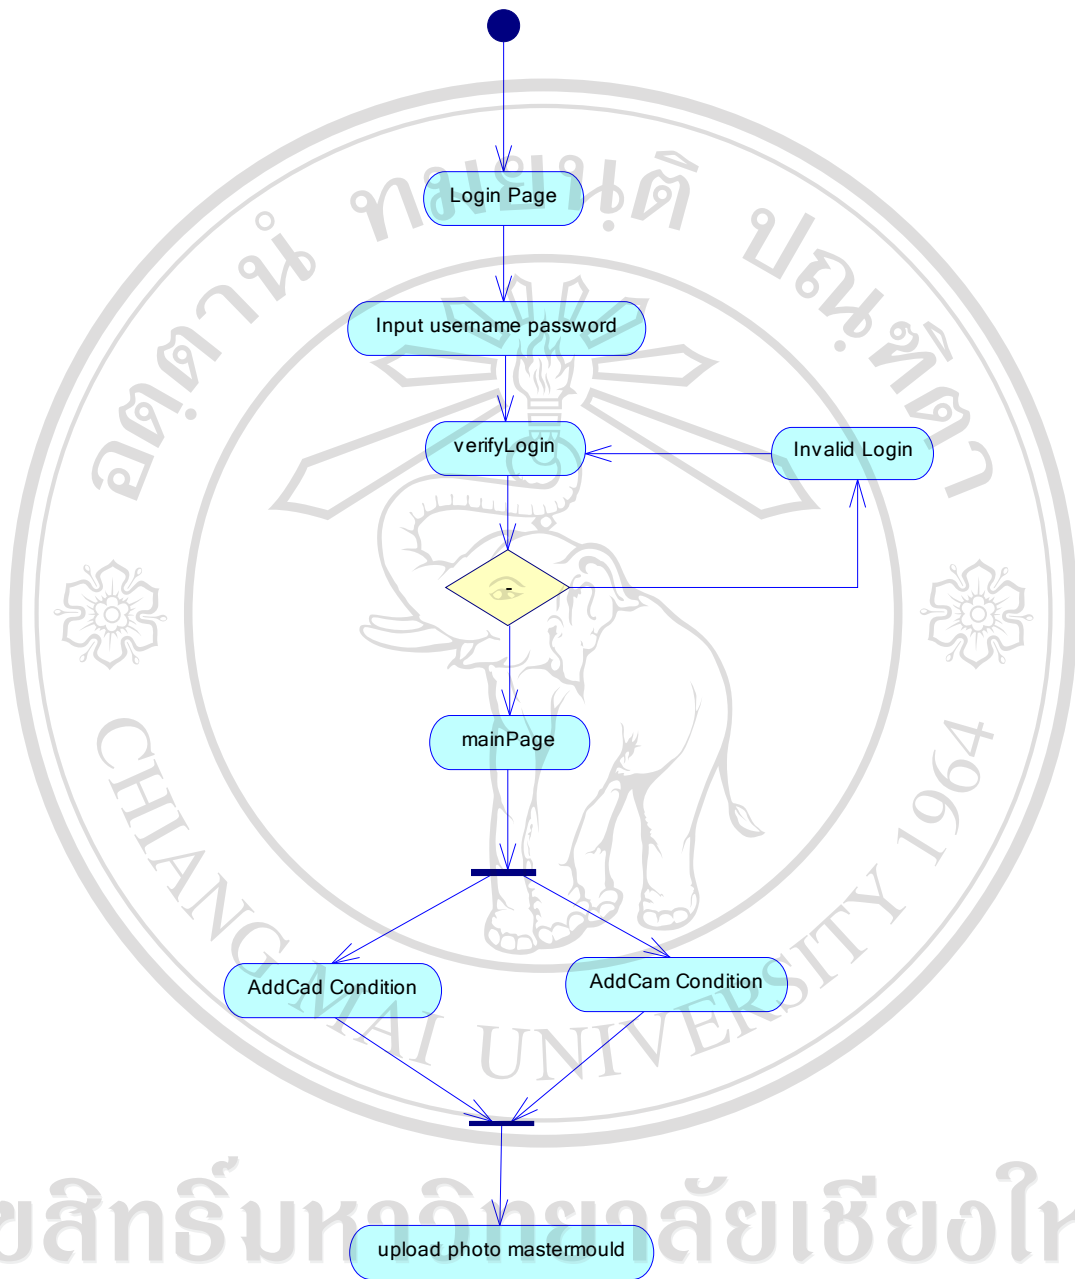 Login Page
Input username password
verifyLogin
Invalid Login
-
mainPage
AddCad Condition
AddCam Condition
upload photo mastermould
CHIANG MAI UNIVERSITY 1964